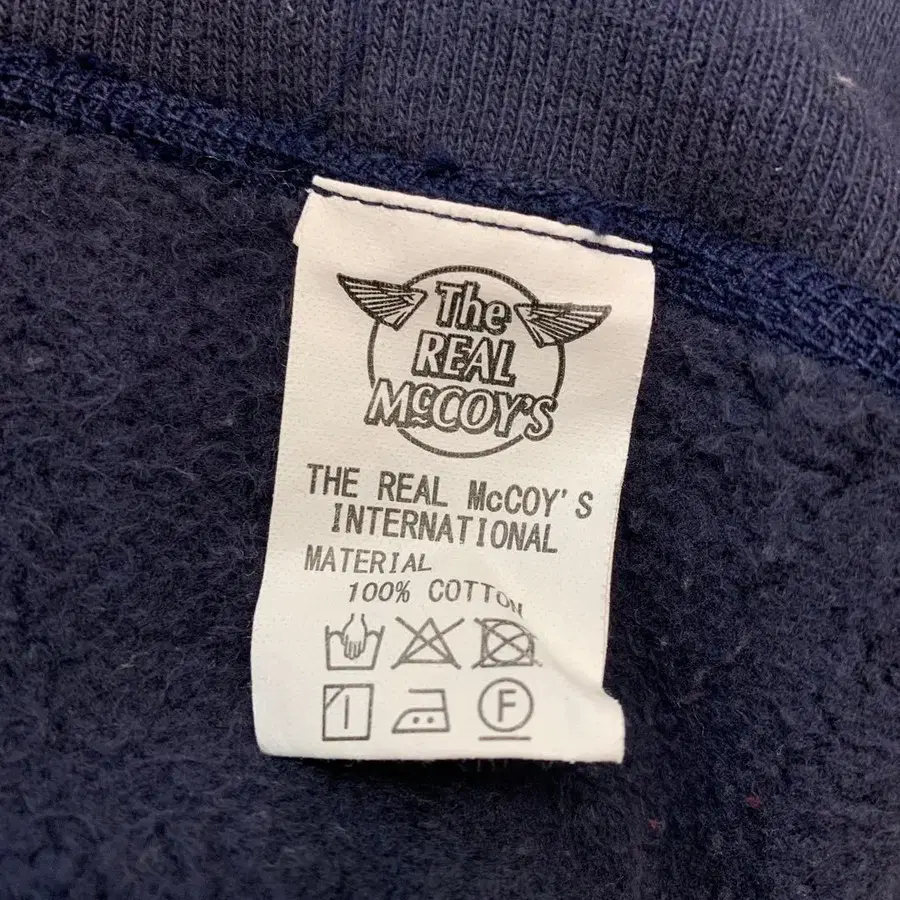 The
REAL
McCOY'S
THE REAL McCOY'S
INTERNATIONAL
MATERIAL
100% COTTON
F